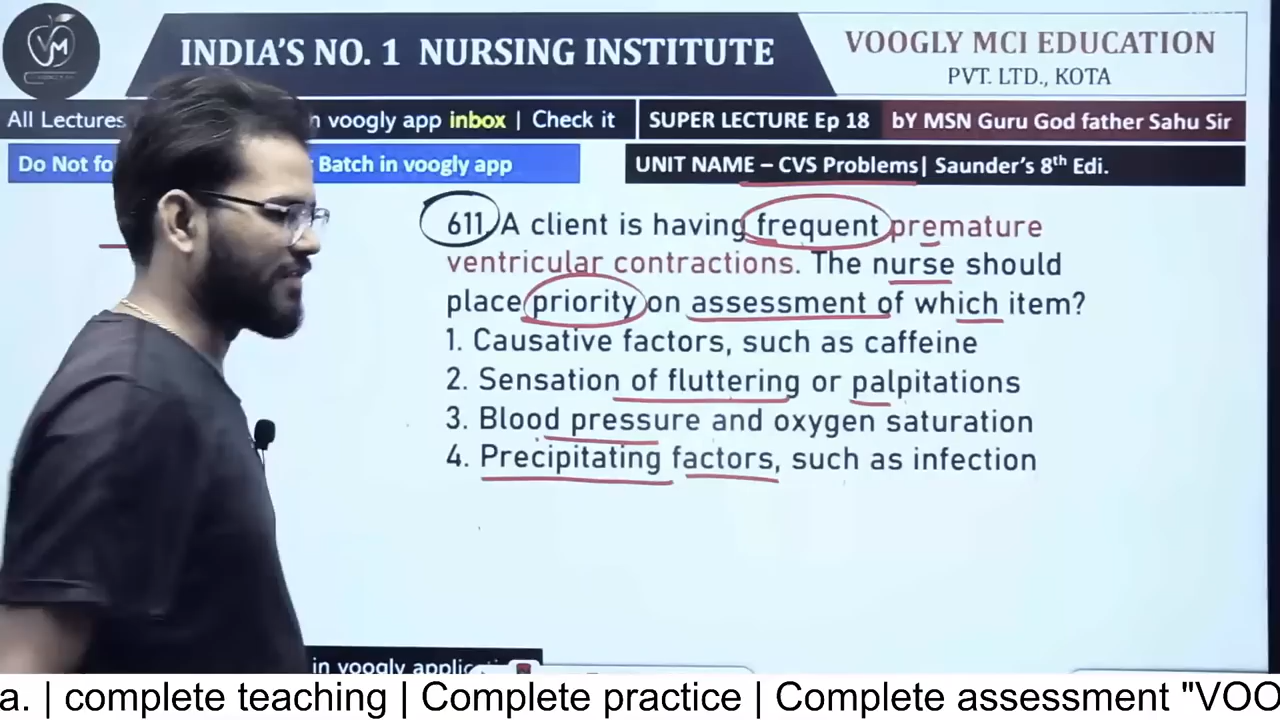 VM
INDIA'S NO. 1 NURSING INSTITUTE
VOOGLY MCI EDUCATION
PVT. LTD., KOTA
All Lectures
n voogly app inbox | Check it
SUPER LECTURE Ep 18
bY MSN Guru God father Sahu Sir
Do Not fo
Batch in voogly app
UNIT NAME – CVS Problems| Saunder's 8th Edi.
611. A client is having frequent premature
ventricular contractions. The nurse should
place priority on assessment of which item?
1. Causative factors, such as caffeine
2. Sensation of fluttering or palpitations
3. Blood pressure and oxygen saturation
4. Precipitating factors, such as infection
in voogly applic
a. | complete teaching | Complete practice | Complete assessment "VOO